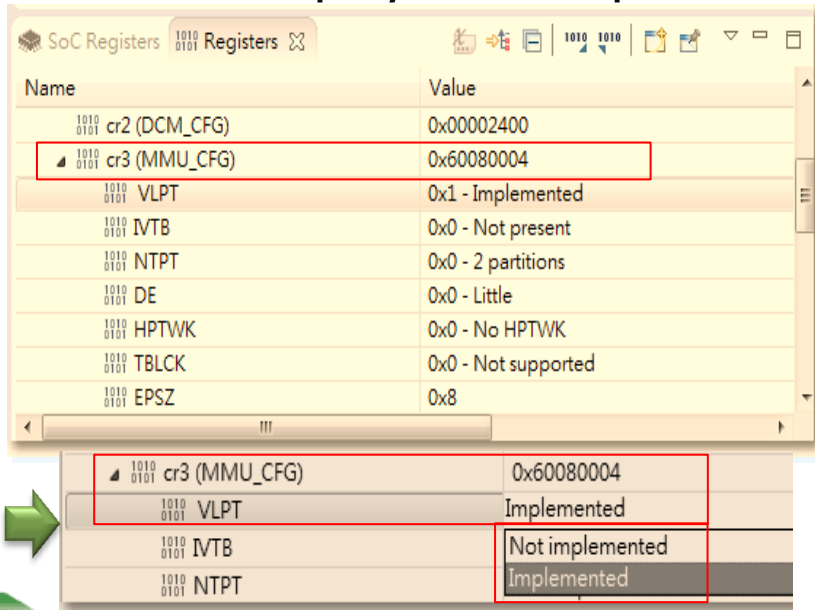 SoC Registers Registers
Name Value
cr2 (DCM_CFG) 0x00002400
cr3 (MMU_CFG) 0x60080004
VLPT 0x1 - Implemented
IVTB 0x0 - Not present
NTPT 0x0 - 2 partitions
DE 0x0 - Little
HPTWK 0x0 - No HPTWK
TBLCK 0x0 - Not supported
EPSZ 0x8
cr3 (MMU_CFG) 0x60080004
VLPT Implemented
IVTB Not implemented
NTPT Implemented